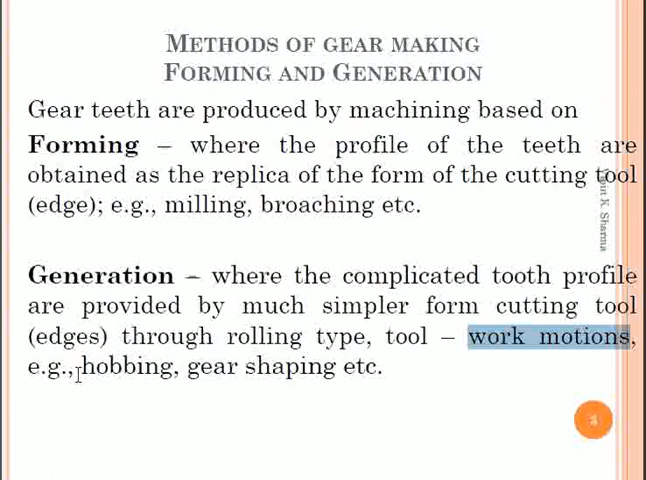 METHODS OF GEAR MAKING
FORMING AND GENERATION
Gear teeth are produced by machining based on
Forming – where the profile of the teeth are
obtained as the replica of the form of the cutting tool
(edge); e.g., milling, broaching etc.
Generation – where the complicated tooth profile
are provided by much simpler form cutting tool
(edges) through rolling type, tool – work motions,
e.g., hobbing, gear shaping etc.
K. Sharma